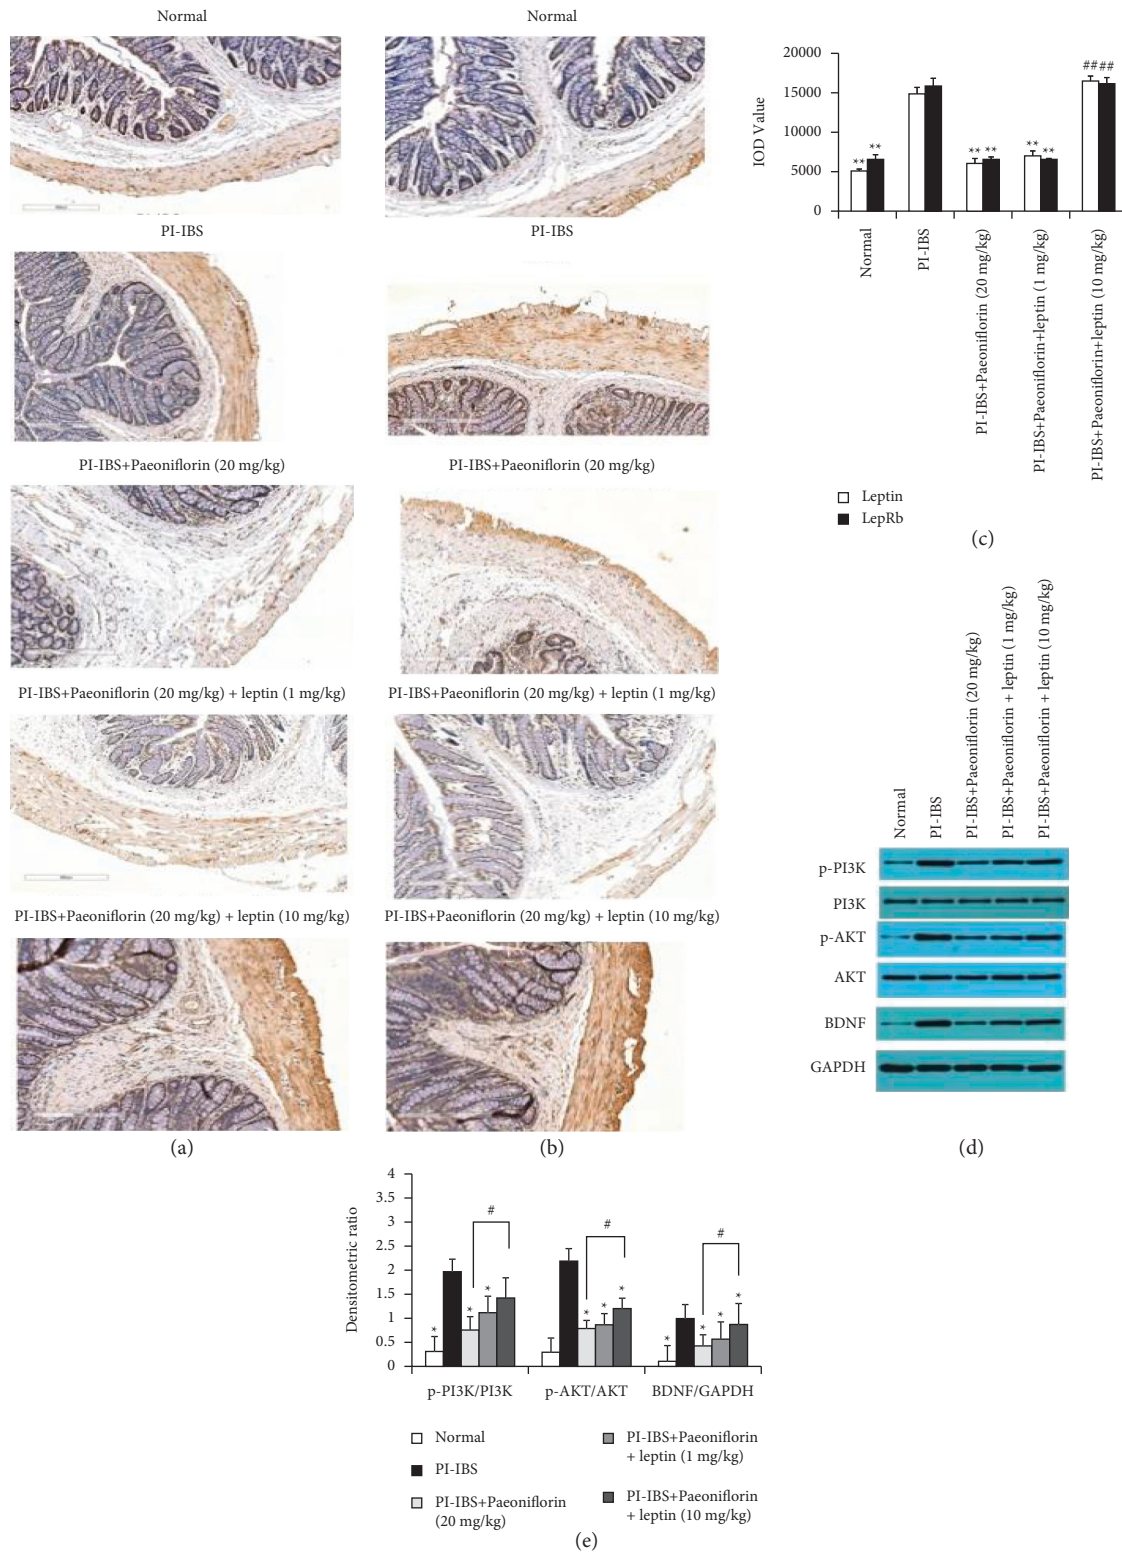 Normal
Normal
PI-IBS
PI-IBS
PI-IBS+Paeoniflorin (20 mg/kg)
PI-IBS+Paeoniflorin (20 mg/kg)
PI-IBS+Paeoniflorin (20 mg/kg) + leptin (1 mg/kg)
PI-IBS+Paeoniflorin (20 mg/kg) + leptin (1 mg/kg)
PI-IBS+Paeoniflorin (20 mg/kg) + leptin (10 mg/kg)
PI-IBS+Paeoniflorin (20 mg/kg) + leptin (10 mg/kg)
(a)
(b)
IOD Value
20000
15000
10000
5000
0
**
**
**
**
**
**
##
##
Normal
PI-IBS
PI-IBS+Paeoniflorin (20 mg/kg)
PI-IBS+Paeoniflorin+leptin (1 mg/kg)
PI-IBS+Paeoniflorin+leptin (10 mg/kg)
Leptin
LepRb
(c)
Normal
PI-IBS
PI-IBS+Paeoniflorin (20 mg/kg)
PI-IBS+Paeoniflorin + leptin (1 mg/kg)
PI-IBS+Paeoniflorin + leptin (10 mg/kg)
p-PI3K
PI3K
p-AKT
AKT
BDNF
GAPDH
(d)
Densitometric ratio
4
3.5
3
2.5
2
1.5
1
0.5
0
*
*
*
#
*
*
*
#
*
*
*
*
#
p-PI3K/PI3K
p-AKT/AKT
BDNF/GAPDH
Normal
PI-IBS
PI-IBS+Paeoniflorin
(20 mg/kg)
PI-IBS+Paeoniflorin
+ leptin (1 mg/kg)
PI-IBS+Paeoniflorin
+ leptin (10 mg/kg)
(e)